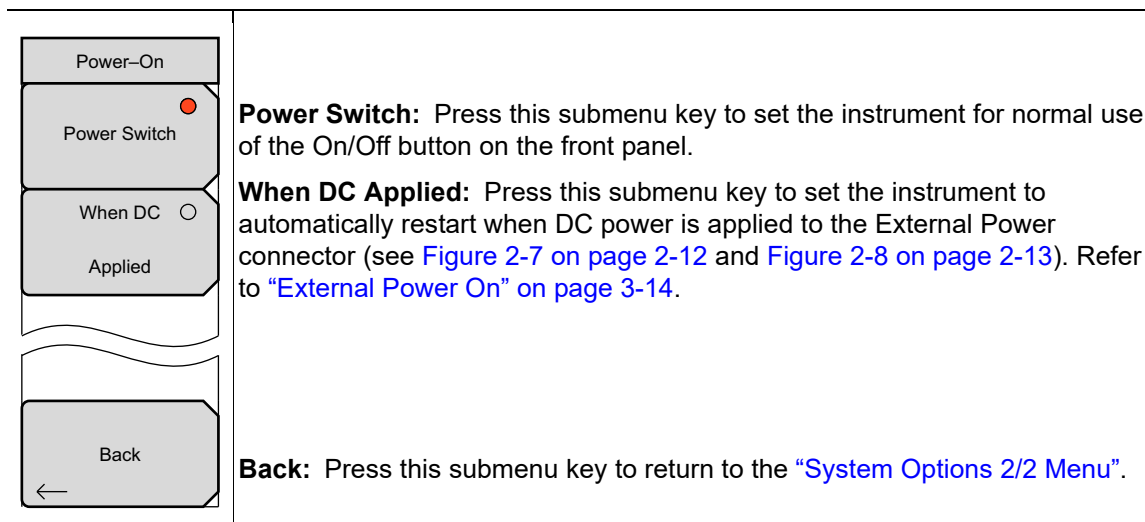 Power–On
Power Switch
When DC
Applied
Back
Power Switch: Press this submenu key to set the instrument for normal use
of the On/Off button on the front panel.
When DC Applied: Press this submenu key to set the instrument to
automatically restart when DC power is applied to the External Power
connector (see Figure 2-7 on page 2-12 and Figure 2-8 on page 2-13). Refer
to “External Power On” on page 3-14.
Back: Press this submenu key to return to the “System Options 2/2 Menu”.